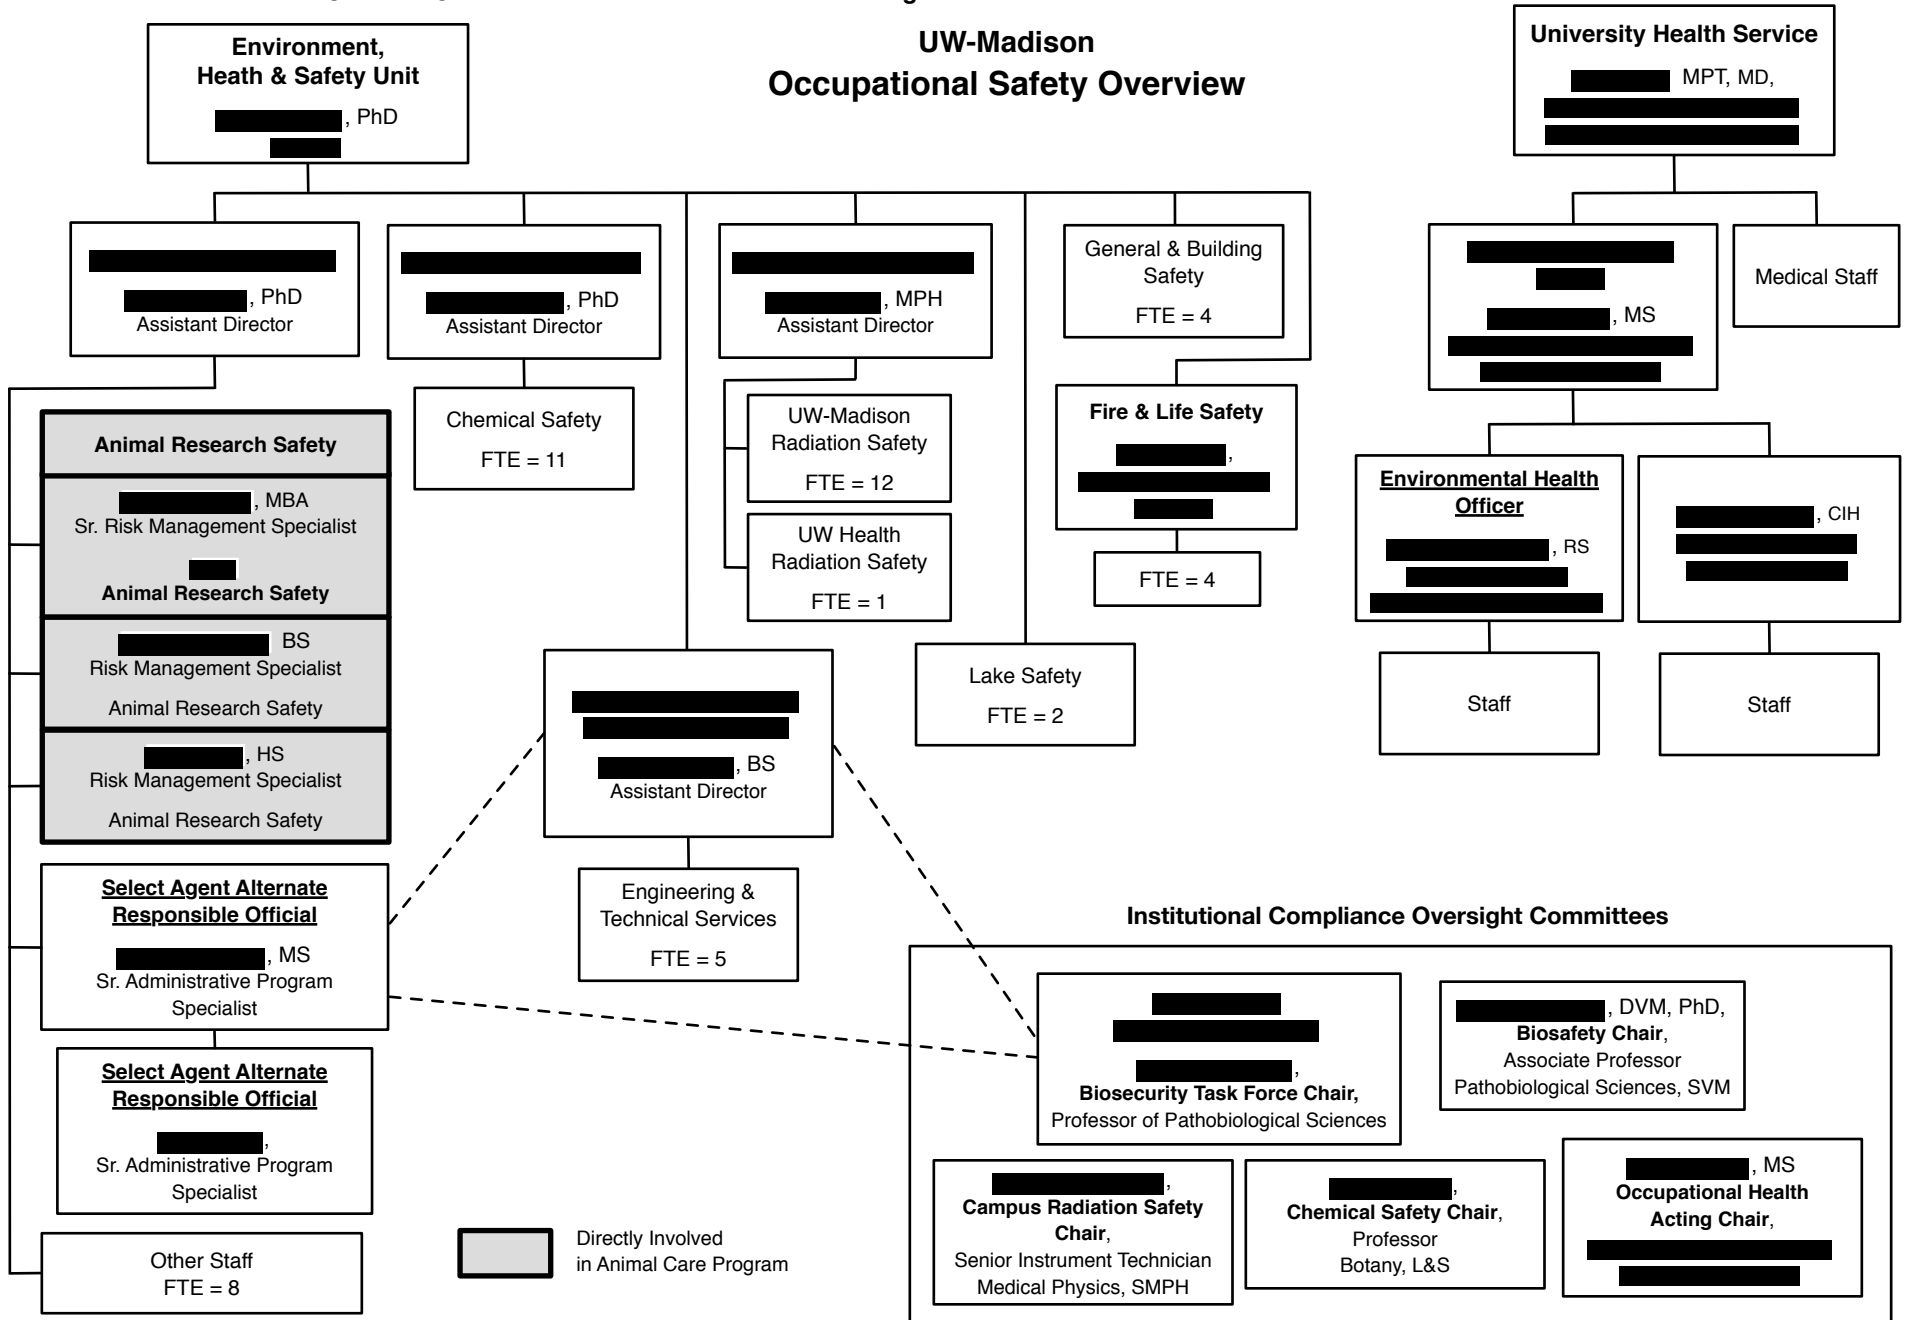 UW-Madison
Occupational Safety Overview
Environment,
Heath & Safety Unit
, PhD
University Health Service
MPT, MD,
, PhD
Assistant Director
, PhD
Assistant Director
, MPH
Assistant Director
General & Building
Safety
FTE = 4
, MS
Medical Staff
Animal Research Safety
, MBA
Sr. Risk Management Specialist
Animal Research Safety
BS
Risk Management Specialist
Animal Research Safety
, HS
Risk Management Specialist
Animal Research Safety
Chemical Safety
FTE = 11
UW-Madison
Radiation Safety
FTE = 12
UW Health
Radiation Safety
FTE = 1
Fire & Life Safety
,
FTE = 4
Environmental Health
Officer
, RS
, CIH
Staff
Staff
Lake Safety
FTE = 2
, BS
Assistant Director
Engineering &
Technical Services
FTE = 5
Select Agent Alternate
Responsible Official
, MS
Sr. Administrative Program
Specialist
Select Agent Alternate
Responsible Official
,
Sr. Administrative Program
Specialist
Other Staff
FTE = 8
Directly Involved
in Animal Care Program
Institutional Compliance Oversight Committees
,
Biosecurity Task Force Chair,
Professor of Pathobiological Sciences
, DVM, PhD,
Biosafety Chair,
Associate Professor
Pathobiological Sciences, SVM
,
Campus Radiation Safety
Chair,
Senior Instrument Technician
Medical Physics, SMPH
,
Chemical Safety Chair,
Professor
Botany, L&S
, MS
Occupational Health
Acting Chair,